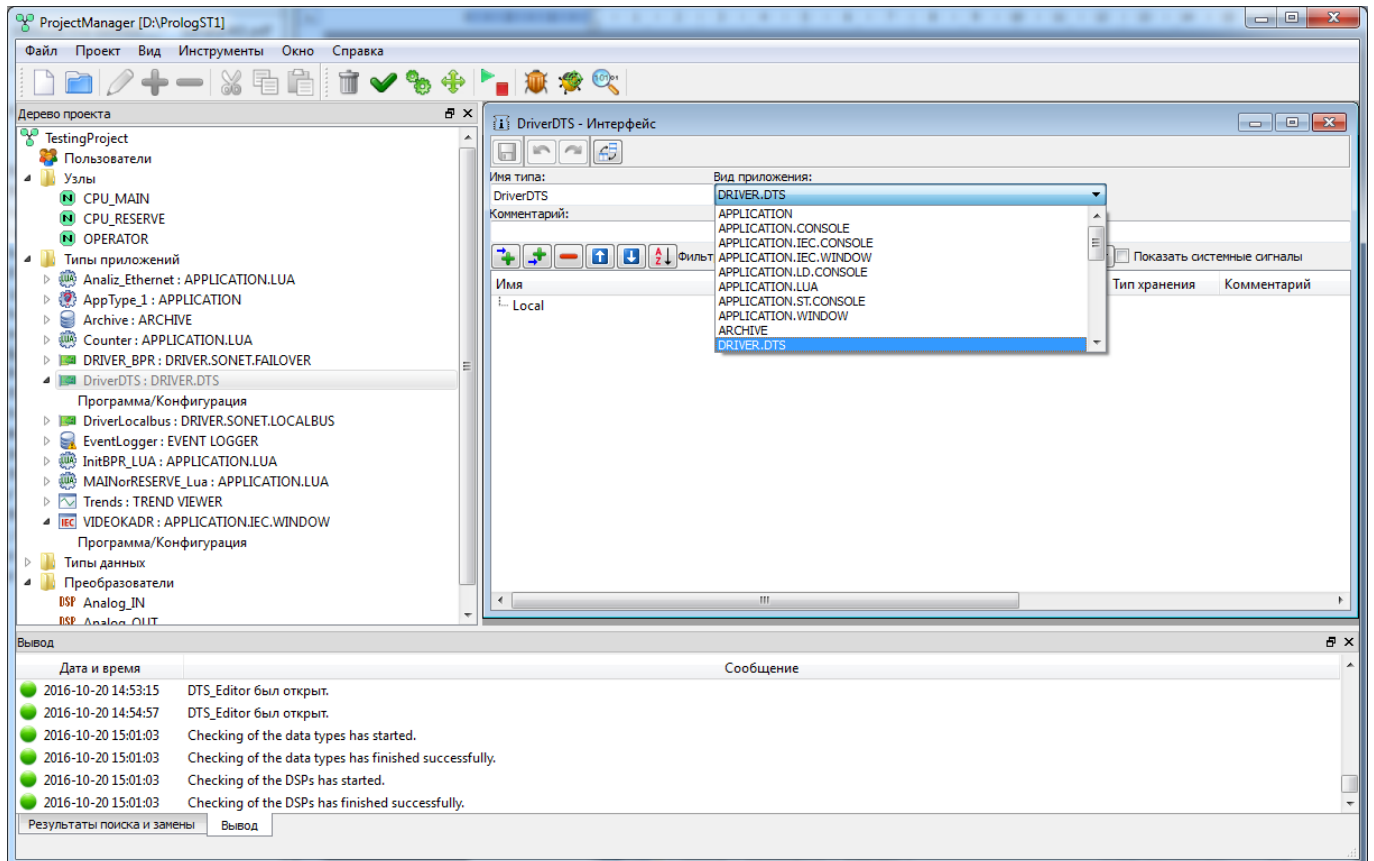 ProjectManager [D:\PrologST1]
Файл Проект Вид Инструменты Окно Справка
Дерево проекта
TestingProject
Пользователи
Узлы
CPU_MAIN
CPU_RESERVE
OPERATOR
Типы приложений
Analiz_Ethernet : APPLICATION.LUA
AppType_1 : APPLICATION
Archive : ARCHIVE
Counter : APPLICATION.LUA
DRIVER_BPR : DRIVER.SONET.FAILOVER
DriverDTS : DRIVER.DTS
Программа/Конфигурация
DriverLocalbus : DRIVER.SONET.LOCALBUS
EventLogger : EVENT LOGGER
InitBPR_LUA : APPLICATION.LUA
MAINorRESERVE_Lua : APPLICATION.LUA
Trends : TREND VIEWER
VIDEOKADR : APPLICATION.IEC.WINDOW
Программа/Конфигурация
Типы данных
Преобразователи
DSP Analog_IN
DSP Analog_OUT
DriverDTS - Интерфейс
Имя типа: Вид приложения:
DriverDTS DRIVER.DTS
Комментарий:
APPLICATION
APPLICATION.CONSOLE
APPLICATION.IEC.CONSOLE
APPLICATION.IEC.WINDOW
APPLICATION.LD.CONSOLE
APPLICATION.LUA
APPLICATION.ST.CONSOLE
APPLICATION.WINDOW
ARCHIVE
DRIVER.DTS
Фильт Показать системные сигналы
Имя Тип хранения Комментарий
Local
Вывод
Дата и время Сообщение
2016-10-20 14:53:15 DTS_Editor был открыт.
2016-10-20 14:54:57 DTS_Editor был открыт.
2016-10-20 15:01:03 Checking of the data types has started.
2016-10-20 15:01:03 Checking of the data types has finished successfully.
2016-10-20 15:01:03 Checking of the DSPs has started.
2016-10-20 15:01:03 Checking of the DSPs has finished successfully.
Результаты поиска и замены Вывод